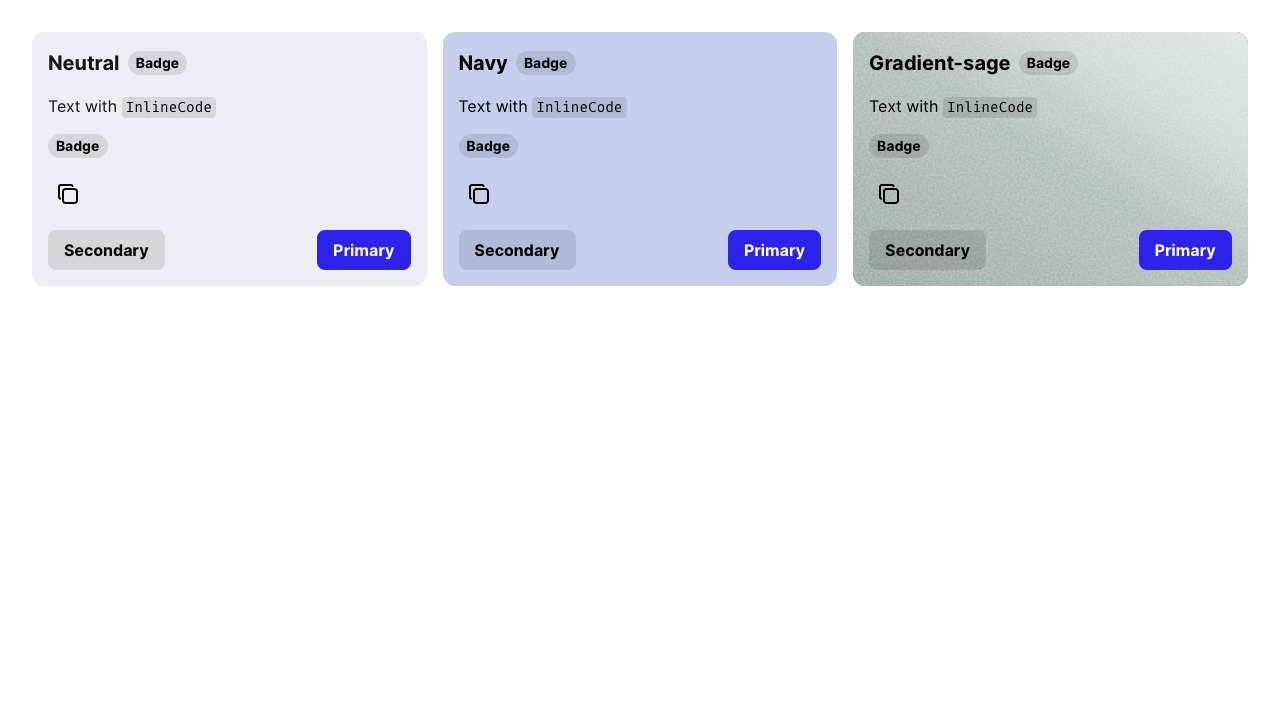 Neutral Badge
Text with InlineCode
Badge
Secondary Primary
Navy Badge
Text with InlineCode
Badge
Secondary Primary
Gradient-sage Badge
Text with InlineCode
Badge
Secondary Primary